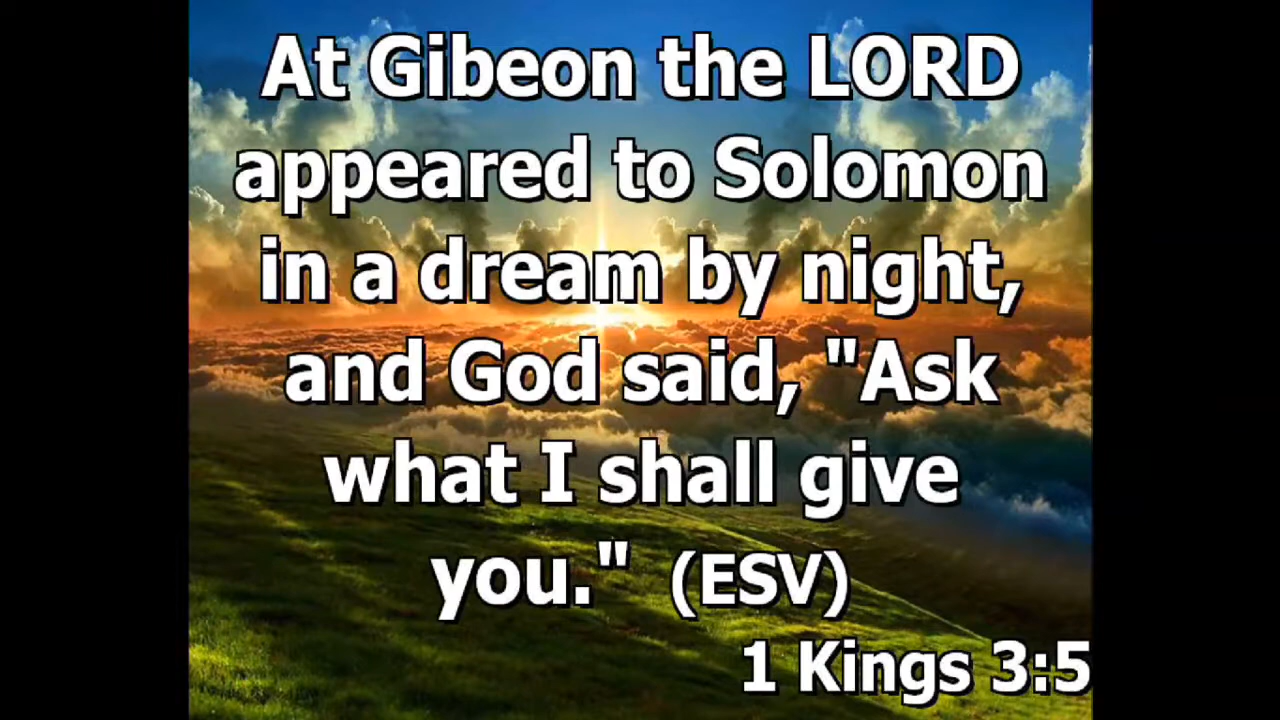 At Gibeon the LORD
appeared to Solomon
in a dream by night,
and God said, "Ask
what I shall give
you." (ESV)
1 Kings 3:5